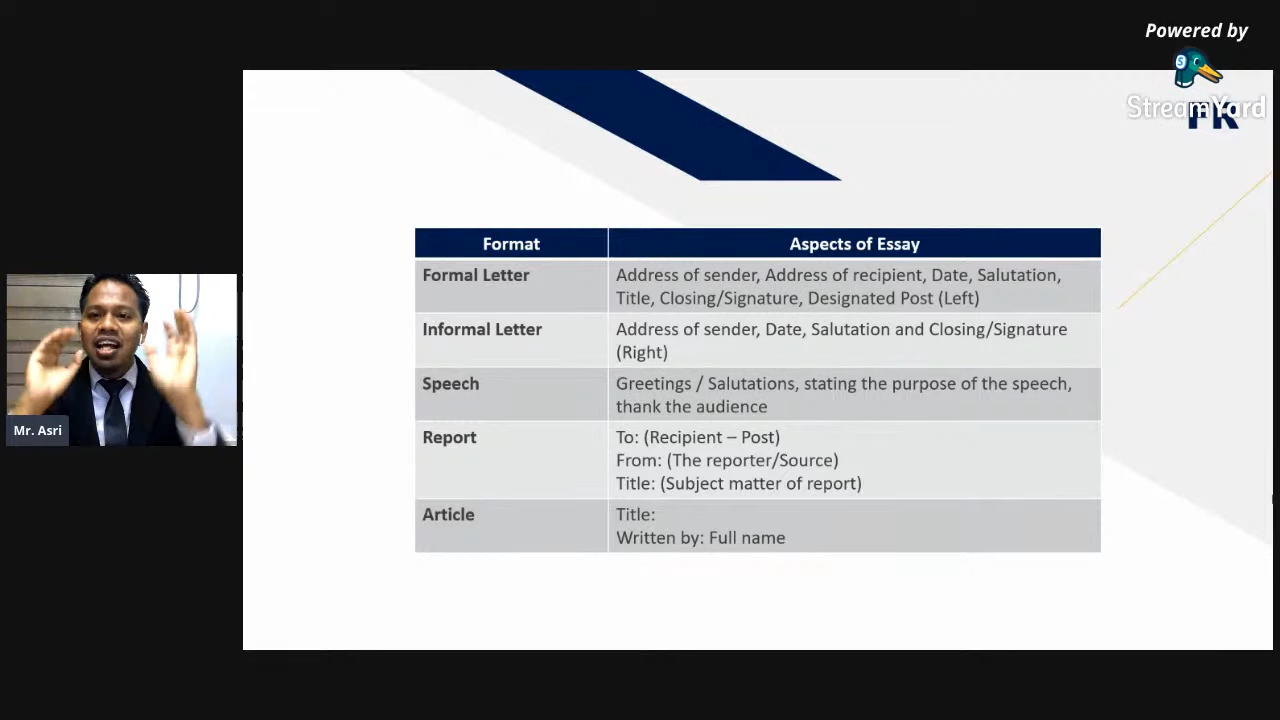 Powered by
StreamYard
FK
Format
Aspects of Essay
Formal Letter
Address of sender, Address of recipient, Date, Salutation,
Title, Closing/Signature, Designated Post (Left)
Informal Letter
Address of sender, Date, Salutation and Closing/Signature
(Right)
Speech
Greetings / Salutations, stating the purpose of the speech,
thank the audience
Report
To: (Recipient – Post)
From: (The reporter/Source)
Title: (Subject matter of report)
Article
Title:
Written by: Full name
Mr. Asri